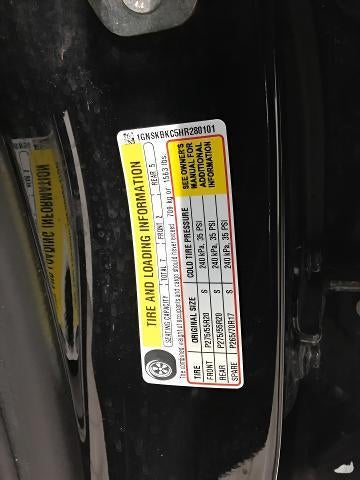 1GNSKBKC5HR280101
TIRE AND LOADING INFORMATION
SEATING CAPACITY TOTAL 7 FRONT 2 REAR 5
The combined weight of occupants and cargo should never exceed 709 kg or 1563 lbs.
TIRE ORIGINAL SIZE COLD TIRE PRESSURE
FRONT P275/55R20 S 240 kPa, 35 PSI
REAR P275/55R20 S 240 kPa, 35 PSI
SPARE P265/70R17 S 240 kPa, 35 PSI
SEE OWNER'S
MANUAL FOR
ADDITIONAL
INFORMATION